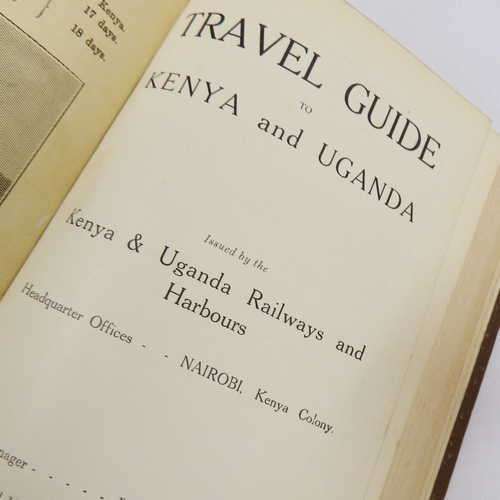 Kenya.
17 days.
18 days.
TRAVEL GUIDE
TO
KENYA and UGANDA
Issued by the
Kenya & Uganda Railways and
Harbours
Headquarter Offices - - NAIROBI, Kenya Colony.